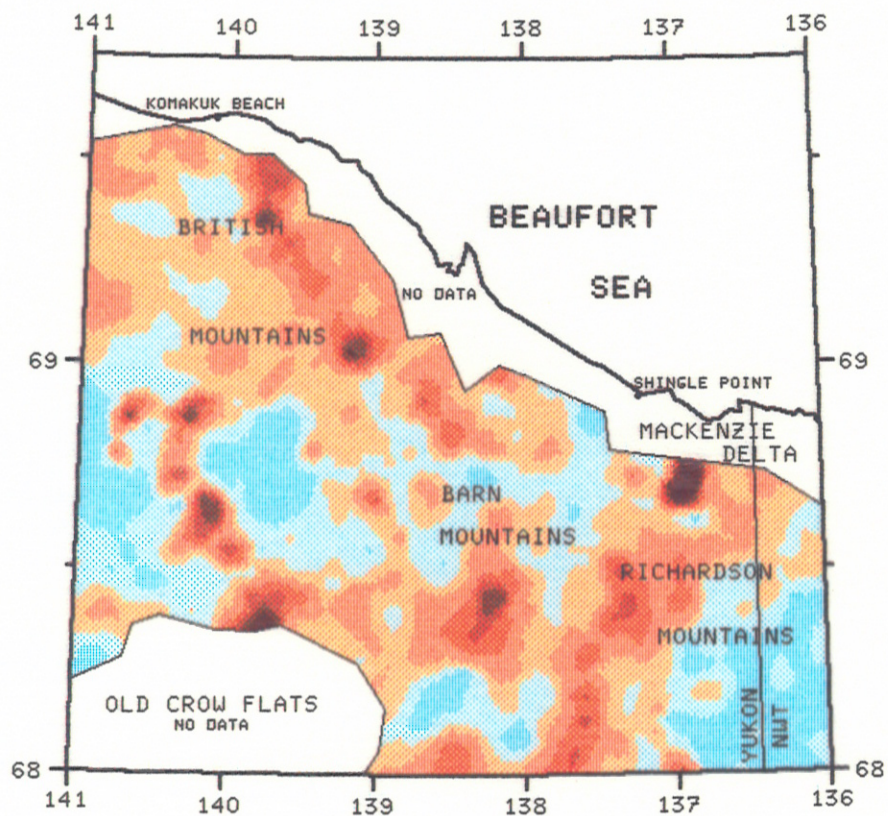 141
140
139
138
137
136
KOMAKUK BEACH
BEAUFORT
BRITISH
SEA
NO DATA
MOUNTAINS
69
69
SHINGLE POINT
MACKENZIE
DELTA
BARN
MOUNTAINS
RICHARDSON
MOUNTAINS
OLD CROW FLATS
NO DATA
YUKON
NWT
68
68
141
140
139
138
137
136